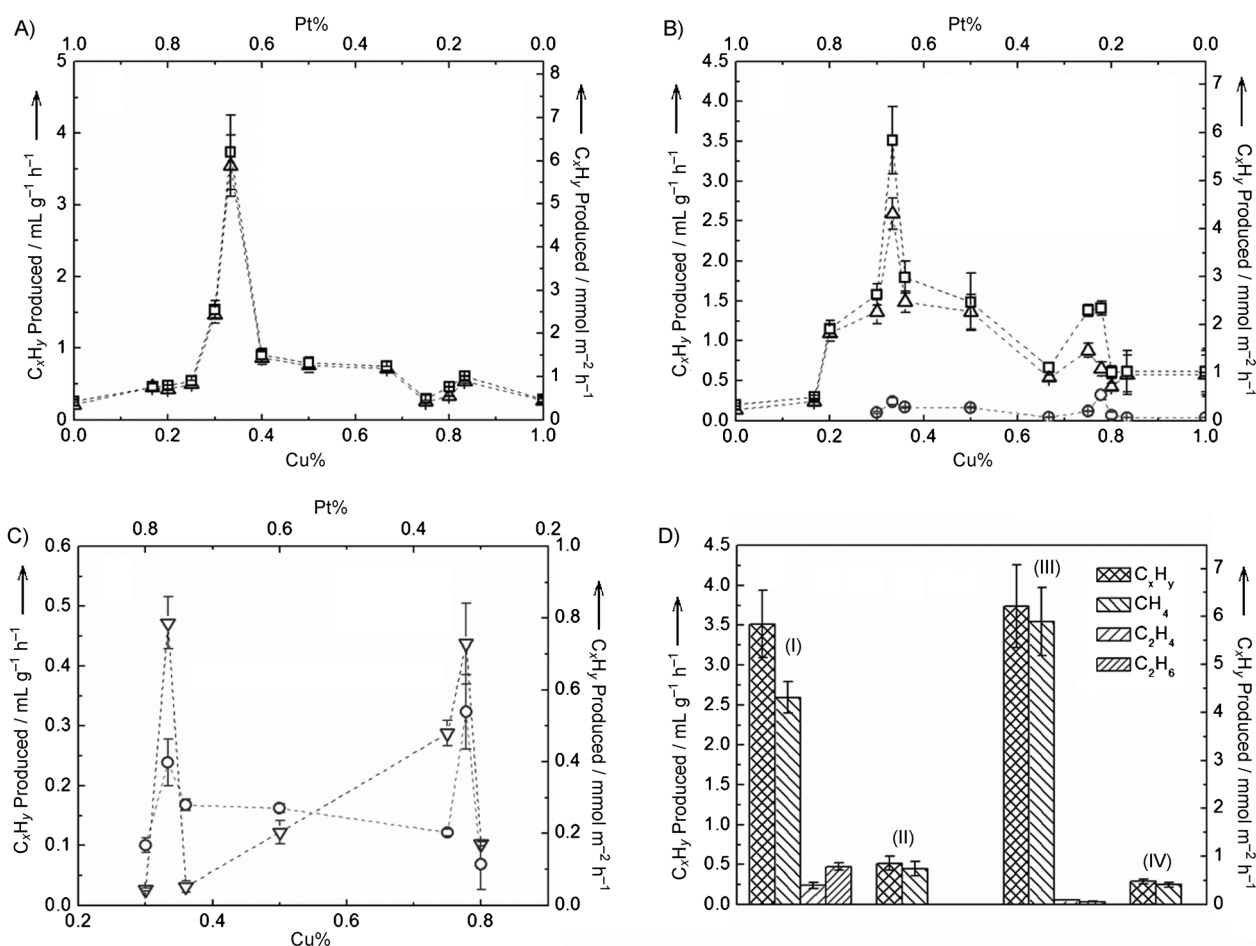 A)
Pt%
1.0 0.8 0.6 0.4 0.2 0.0
5
4
3
2
1
0
8
7
6
5
4
3
2
1
0
CxHy Produced / mL g–1 h–1
CxHy Produced / mmol m–2 h–1
0.0 0.2 0.4 0.6 0.8 1.0
Cu%
B)
Pt%
1.0 0.8 0.6 0.4 0.2 0.0
4.5
4.0
3.5
3.0
2.5
2.0
1.5
1.0
0.5
0.0
7
6
5
4
3
2
1
0
CxHy Produced / mL g–1 h–1
CxHy Produced / mmol m–2 h–1
0.0 0.2 0.4 0.6 0.8 1.0
Cu%
C)
Pt%
0.8 0.6 0.4 0.2
0.6
0.5
0.4
0.3
0.2
0.1
0.0
1.0
0.8
0.6
0.4
0.2
0.0
CxHy Produced / mL g–1 h–1
CxHy Produced / mmol m–2 h–1
0.2 0.4 0.6 0.8
Cu%
D)
4.5
4.0
3.5
3.0
2.5
2.0
1.5
1.0
0.5
0.0
7
6
5
4
3
2
1
0
CxHy Produced / mL g–1 h–1
CxHy Produced / mmol m–2 h–1
(I)
(II)
(III)
(IV)
CxHy
CH4
C2H4
C2H6